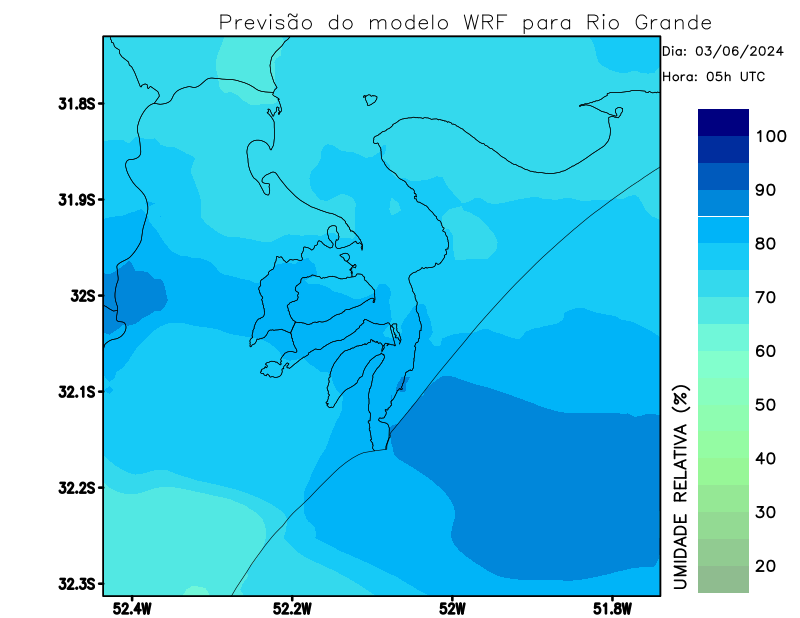 Previsão do modelo WRF para Rio Grande
Dia: 03/06/2024
Hora: 05h UTC
31.8S
31.9S
32S
32.1S
32.2S
32.3S
52.4W
52.2W
52W
51.8W
100
90
80
70
60
50
40
30
20
UMIDADE RELATIVA (%)